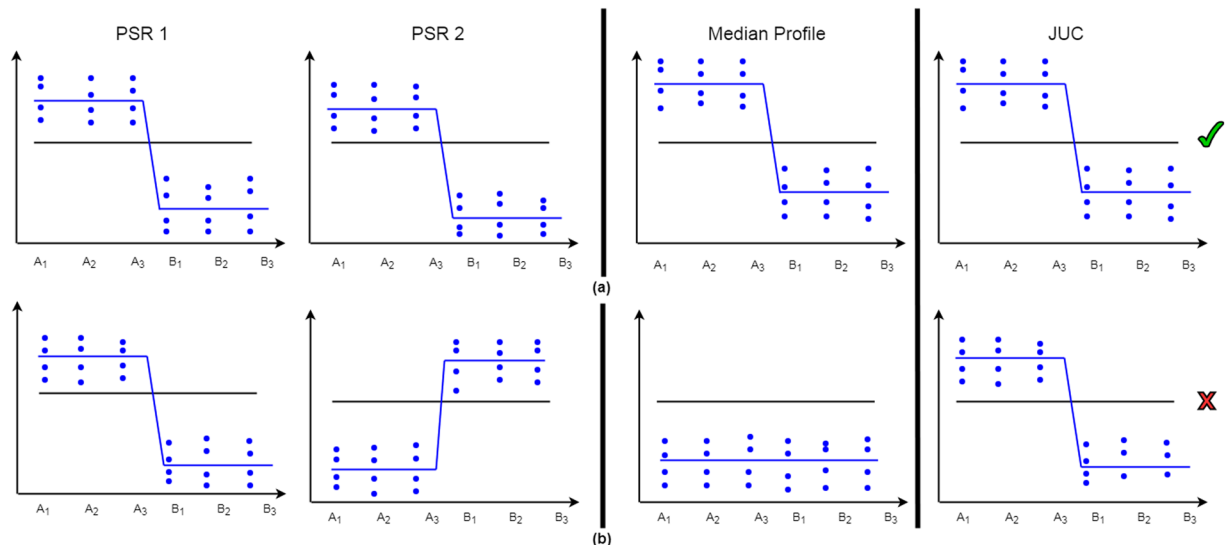 PSR 1 PSR 2 Median Profile JUC
A1 A2 A3 B1 B2 B3 A1 A2 A3 B1 B2 B3 A1 A2 A3 B1 B2 B3 A1 A2 A3 B1 B2 B3
(a)
A1 A2 A3 B1 B2 B3 A1 A2 A3 B1 B2 B3 A1 A2 A3 B1 B2 B3 A1 A2 A3 B1 B2 B3
(b)